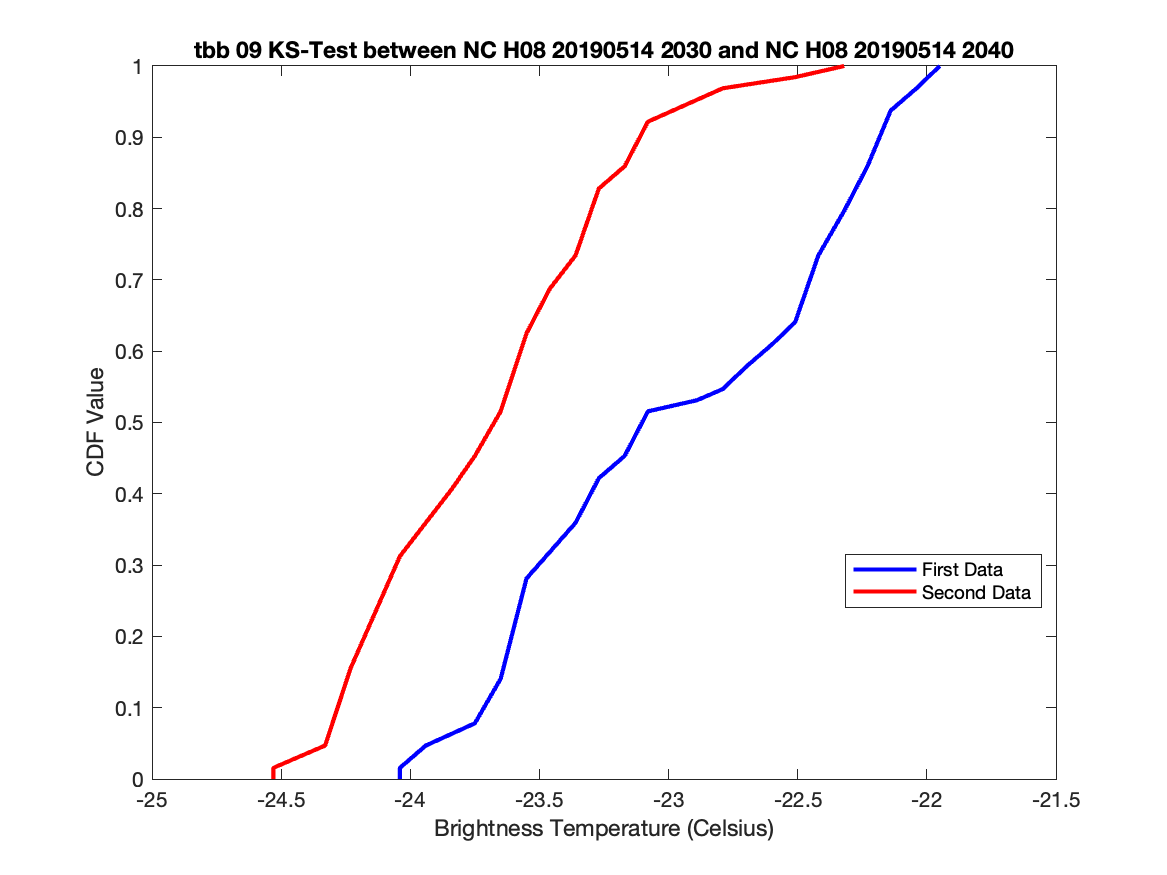 tbb 09 KS-Test between NC H08 20190514 2030 and NC H08 20190514 2040
1
0.9
0.8
0.7
0.6
0.5
0.4
0.3
0.2
0.1
0
CDF Value
First Data
Second Data
-25 -24.5 -24 -23.5 -23 -22.5 -22 -21.5
Brightness Temperature (Celsius)